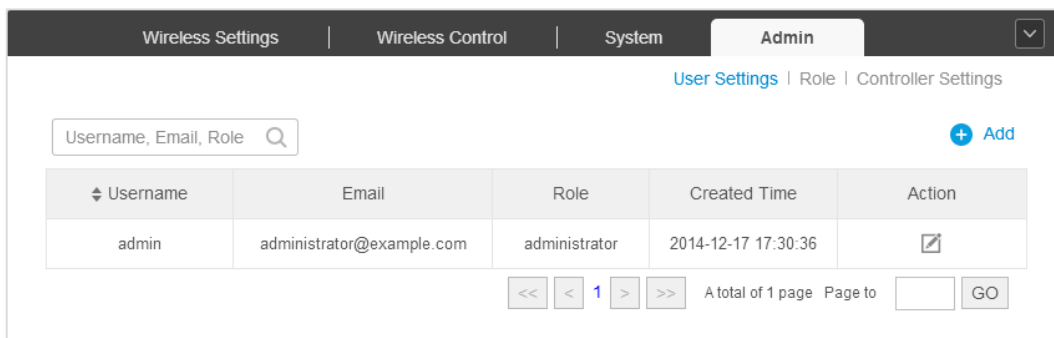 Wireless Settings | Wireless Control | System Admin
User Settings | Role | Controller Settings
Username, Email, Role Add
Username Email Role Created Time Action
admin administrator@example.com administrator 2014-12-17 17:30:36
<< < 1 > >> A total of 1 page Page to GO